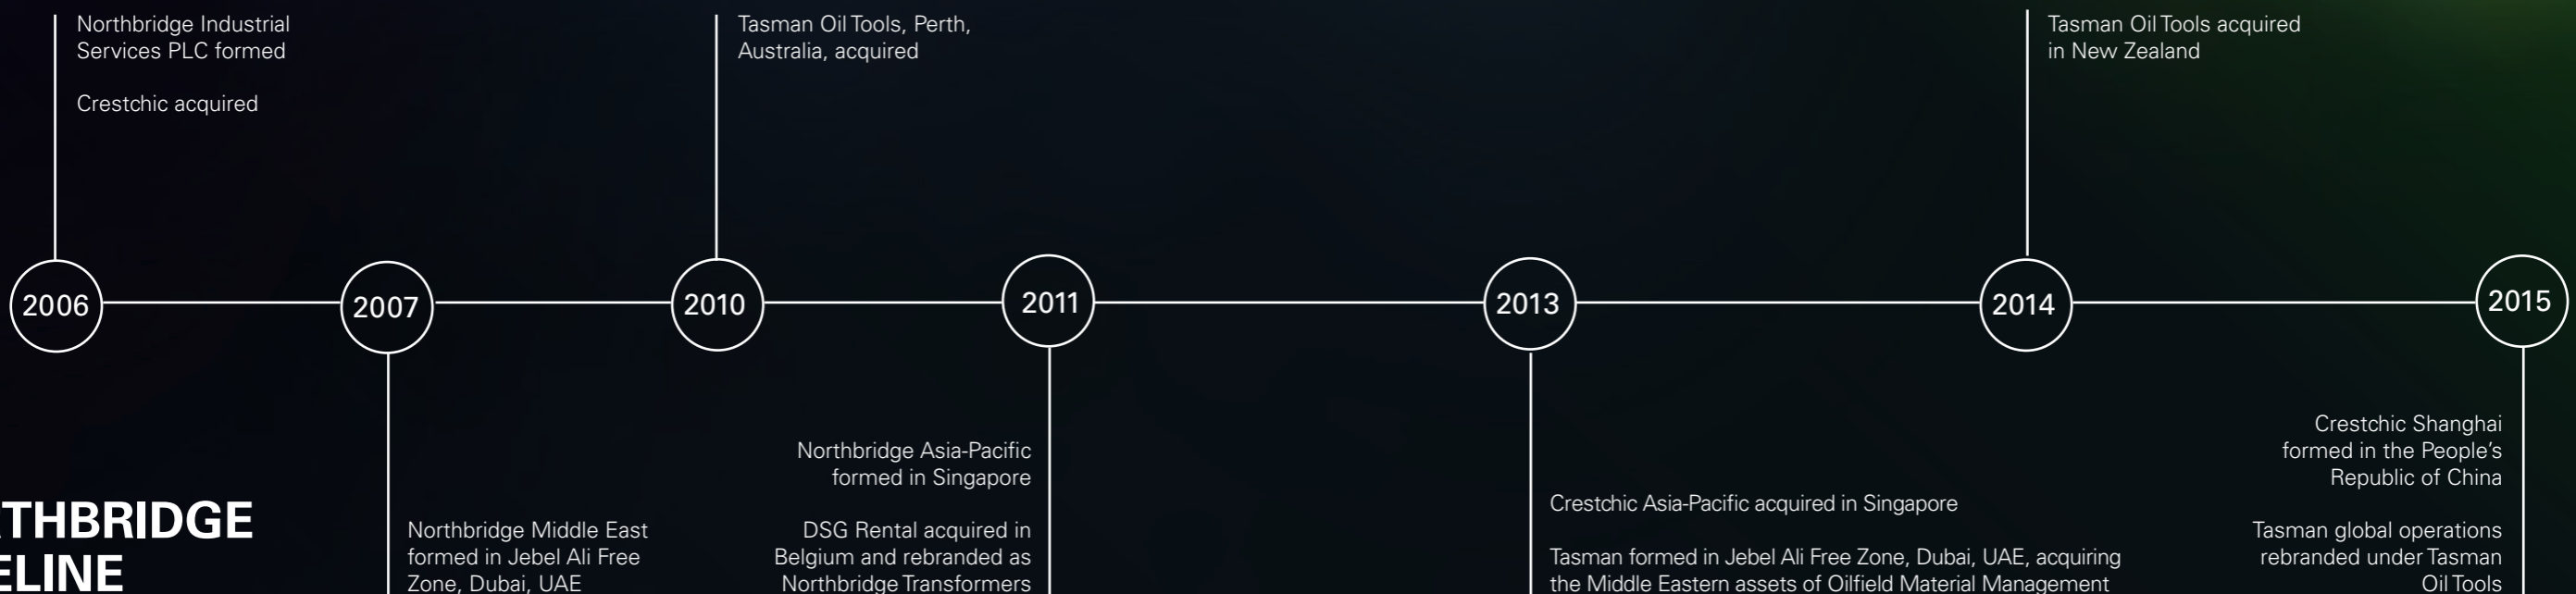 Northbridge Industrial
Services PLC formed
Crestchic acquired
Tasman Oil Tools, Perth,
Australia, acquired
Tasman Oil Tools acquired
in New Zealand
2006
2007
2010
2011
2013
2014
2015
THBRIDGE
ELINE
Northbridge Middle East
formed in Jebel Ali Free
Zone, Dubai, UAE
Northbridge Asia-Pacific
formed in Singapore
DSG Rental acquired in
Belgium and rebranded as
Northbridge Transformers
Crestchic Asia-Pacific acquired in Singapore
Tasman formed in Jebel Ali Free Zone, Dubai, UAE, acquiring
the Middle Eastern assets of Oilfield Material Management
Crestchic Shanghai
formed in the People’s
Republic of China
Tasman global operations
rebranded under Tasman
Oil Tools